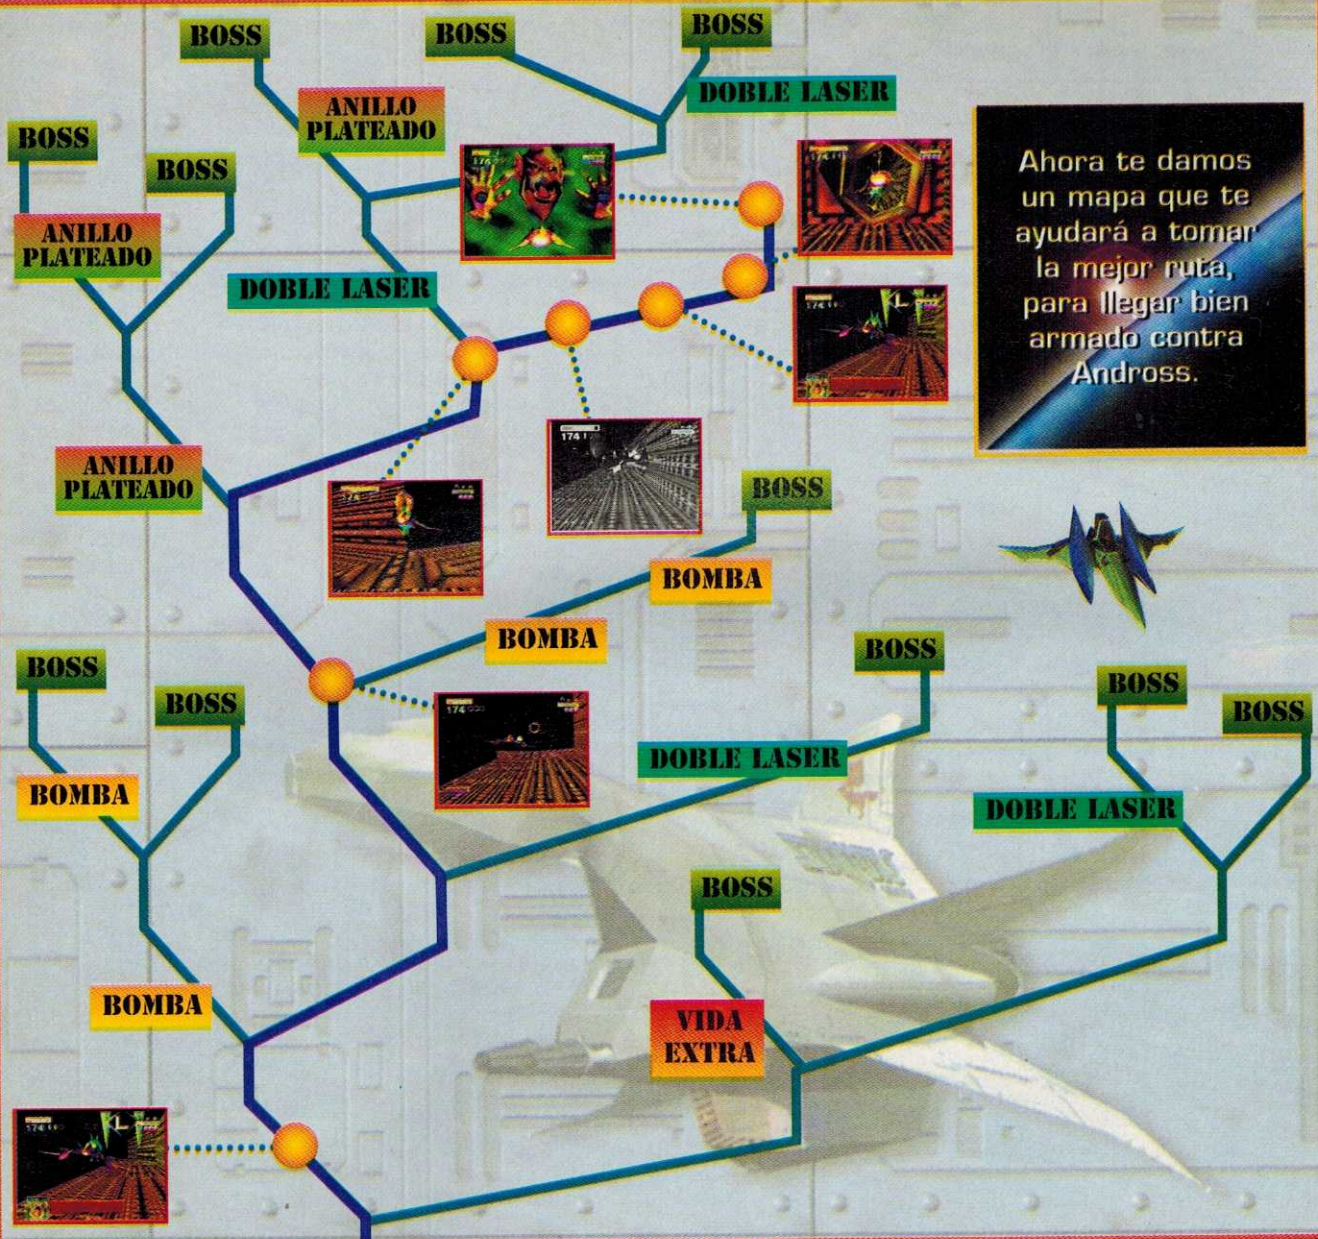 BOSS
BOSS
BOSS
DOBLE LASER
ANILLO
PLATEADO
BOSS
BOSS
ANILLO
PLATEADO
DOBLE LASER
Ahora te damos
un mapa que te
ayudará a tomar
la mejor ruta,
para llegar bien
armado contra
Andross.
ANILLO
PLATEADO
BOSS
BOMBA
BOMBA
BOSS
BOSS
BOMBA
BOSS
DOBLE LASER
BOSS
BOSS
DOBLE LASER
BOSS
BOMBA
VIDA
EXTRA